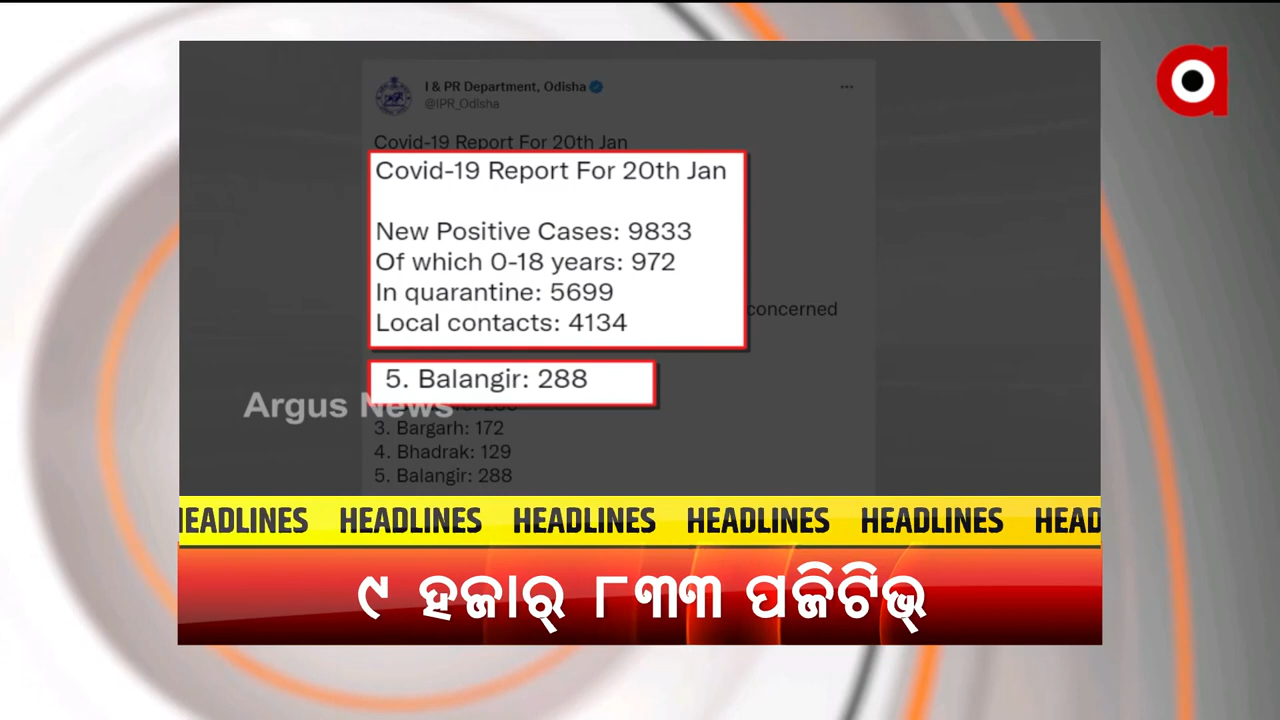 I & PR Department, Odisha
@IPR_Odisha
Covid-19 Report For 20th Jan
Covid-19 Report For 20th Jan
New Positive Cases: 9833
Of which 0-18 years: 972
In quarantine: 5699
Local contacts: 4134
concerned
5. Balangir: 288
Argus News
3. Bargarh: 172
4. Bhadrak: 129
5. Balangir: 288
HEADLINES HEADLINES HEADLINES HEADLINES HEADLINES HEAD
୯ ହଜାର୍ ୮୩୩ ପଜିଟିଭ୍